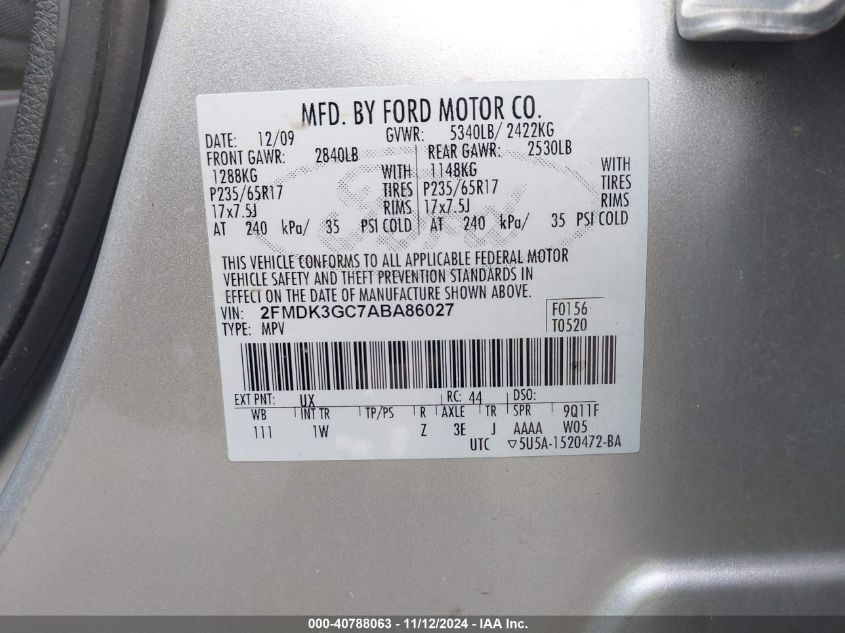 MFD. BY FORD MOTOR CO.
DATE: 12/09 GVWR: 5340LB/ 2422KG
FRONT GAWR: 2840LB REAR GAWR: 2530LB
1288KG WITH 1148KG WITH
P235/65R17 TIRES P235/65R17 TIRES
17x7.5J RIMS 17x7.5J RIMS
AT 240 kPa/ 35 PSI COLD AT 240 kPa/ 35 PSI COLD
THIS VEHICLE CONFORMS TO ALL APPLICABLE FEDERAL MOTOR
VEHICLE SAFETY AND THEFT PREVENTION STANDARDS IN
EFFECT ON THE DATE OF MANUFACTURE SHOWN ABOVE.
VIN: 2FMDK3GC7ABA86027 F0156
TYPE: MPV T0520
EXT PNT: UX RC: 44 DSO:
WB INT TR TP/PS R AXLE TR SPR 9Q11F
111 1W Z 3E J AAAA W05
UTC ▽5U5A-1520472-BA
000-40788063 - 11/12/2024 - IAA Inc.